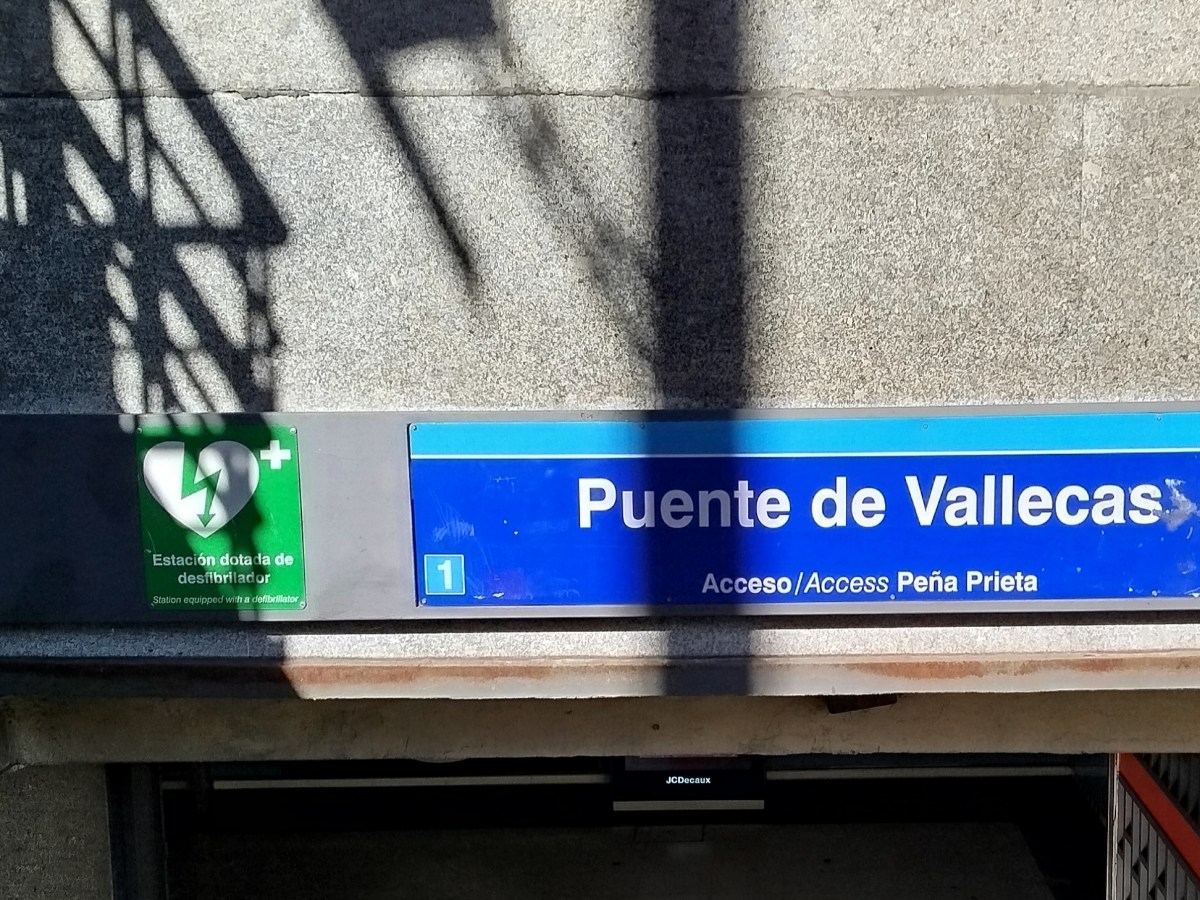 Estación dotada de
desfibrilador
Station equipped with a defibrillator
Puente de Vallecas
1
Acceso/Access Peña Prieta
JCDecaux